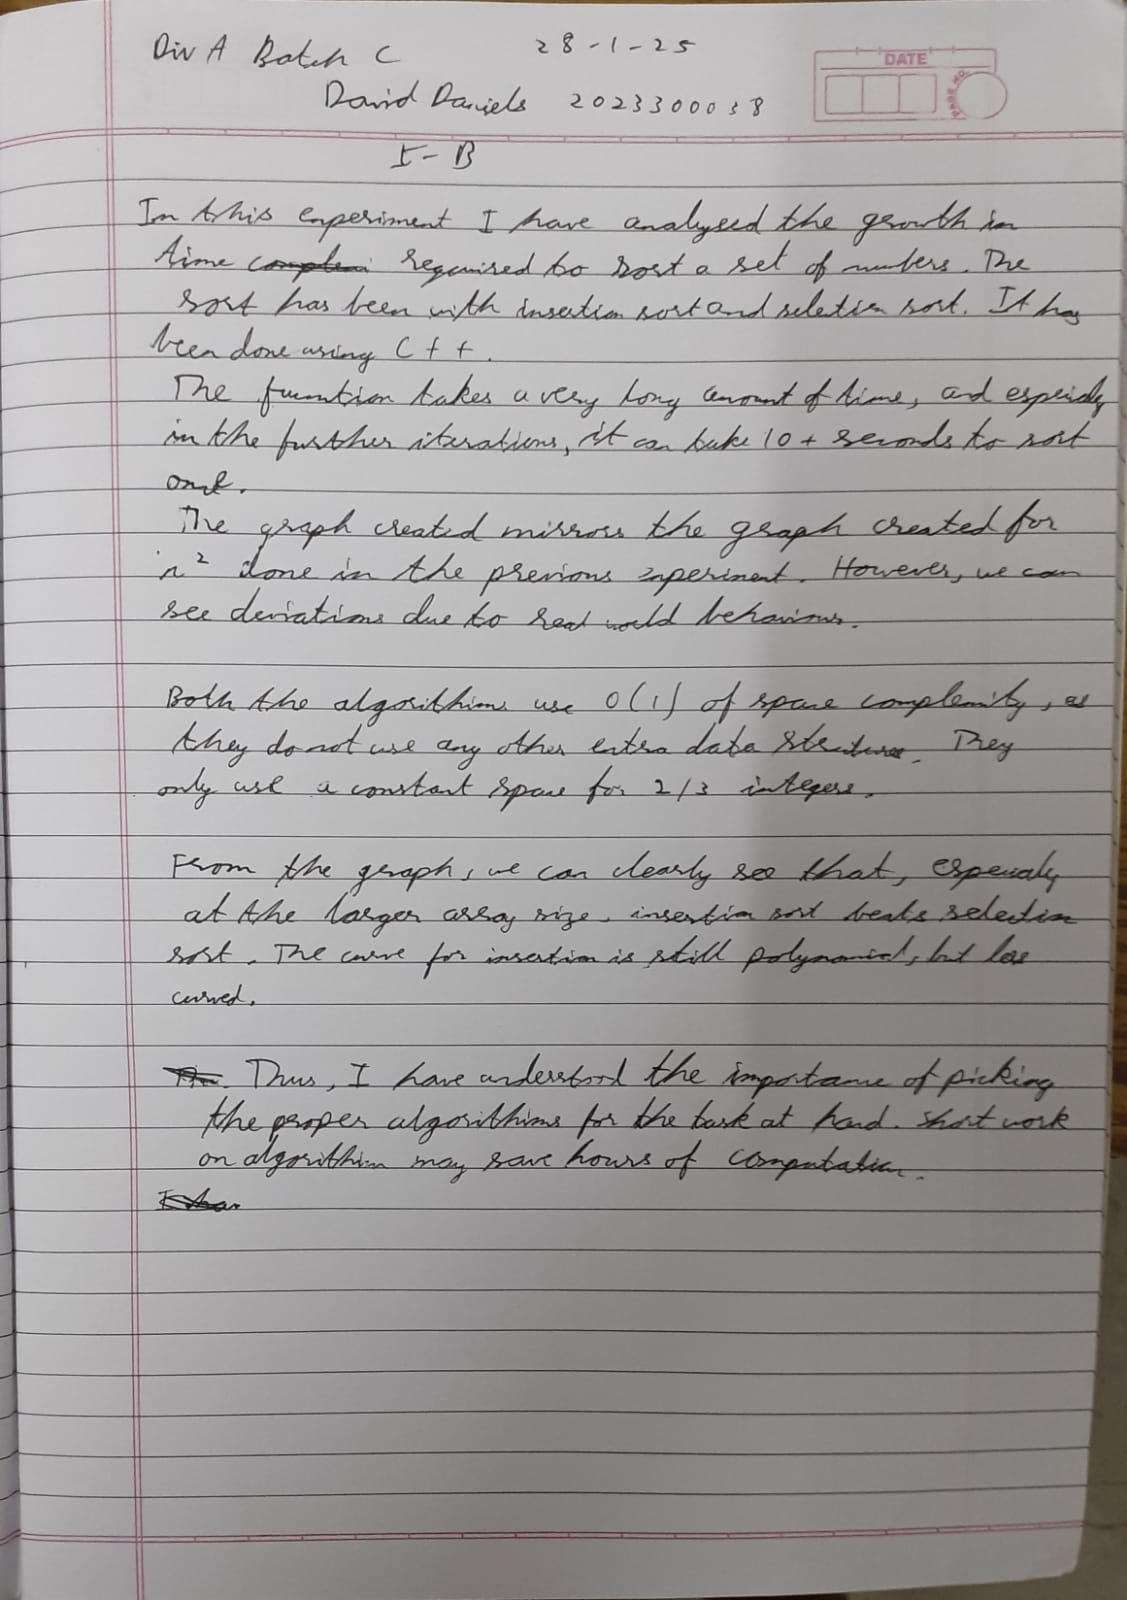 Div A Batch C 28-1-25
DATE
PAGE NO.
David Daniels 2023300038
I-B
In this experiment I have analysed the growth in
time complexi required to sort a set of numbers. The
sort has been with insertion sort and selection sort. It has
been done using C++.
The function takes a very long amount of time, and especially
in the further iterations, it can take 10+ seconds to sort
one.
The graph created mirrors the graph created for
n² done in the previous experiment. However, we can
see deviations due to real world behaviour.
Both the algorithms use O(1) of space complexity, as
they do not use any other extra data structures. They
only use a constant space for 2/3 integers.
From the graph, we can clearly see that, especially
at the larger array size, insertion sort beats selection
sort. The curve for insertion is still polynomial, but less
curved.
Thus, I have understood the importance of picking
the proper algorithims for the task at hand. Short work
on algorithim may save hours of computation.